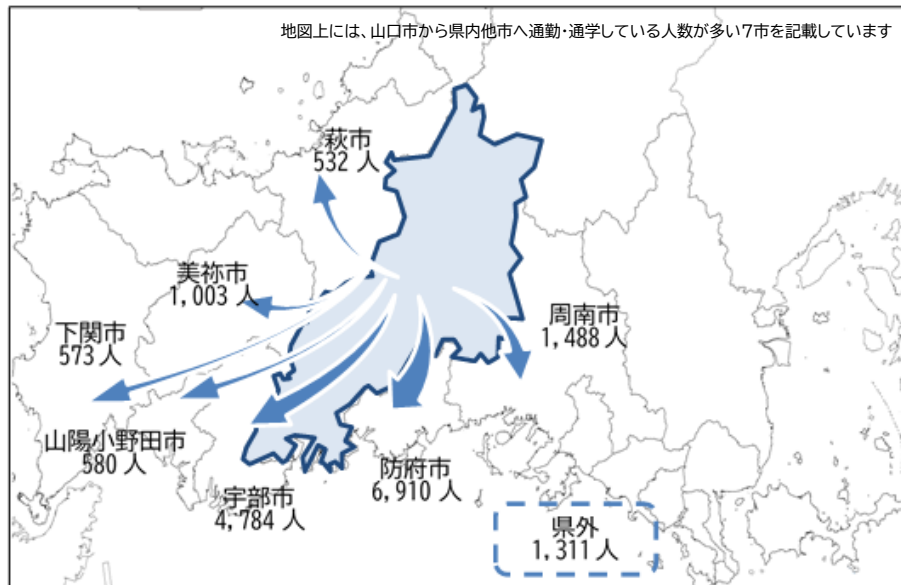 地図上には、山口市から県内他市へ通勤・通学している人数が多い7市を記載しています
萩市
532 人
美祢市
1,003 人
下関市
573 人
周南市
1,488 人
山陽小野田市
580 人
宇部市
4,784 人
防府市
6,910 人
県外
1,311 人